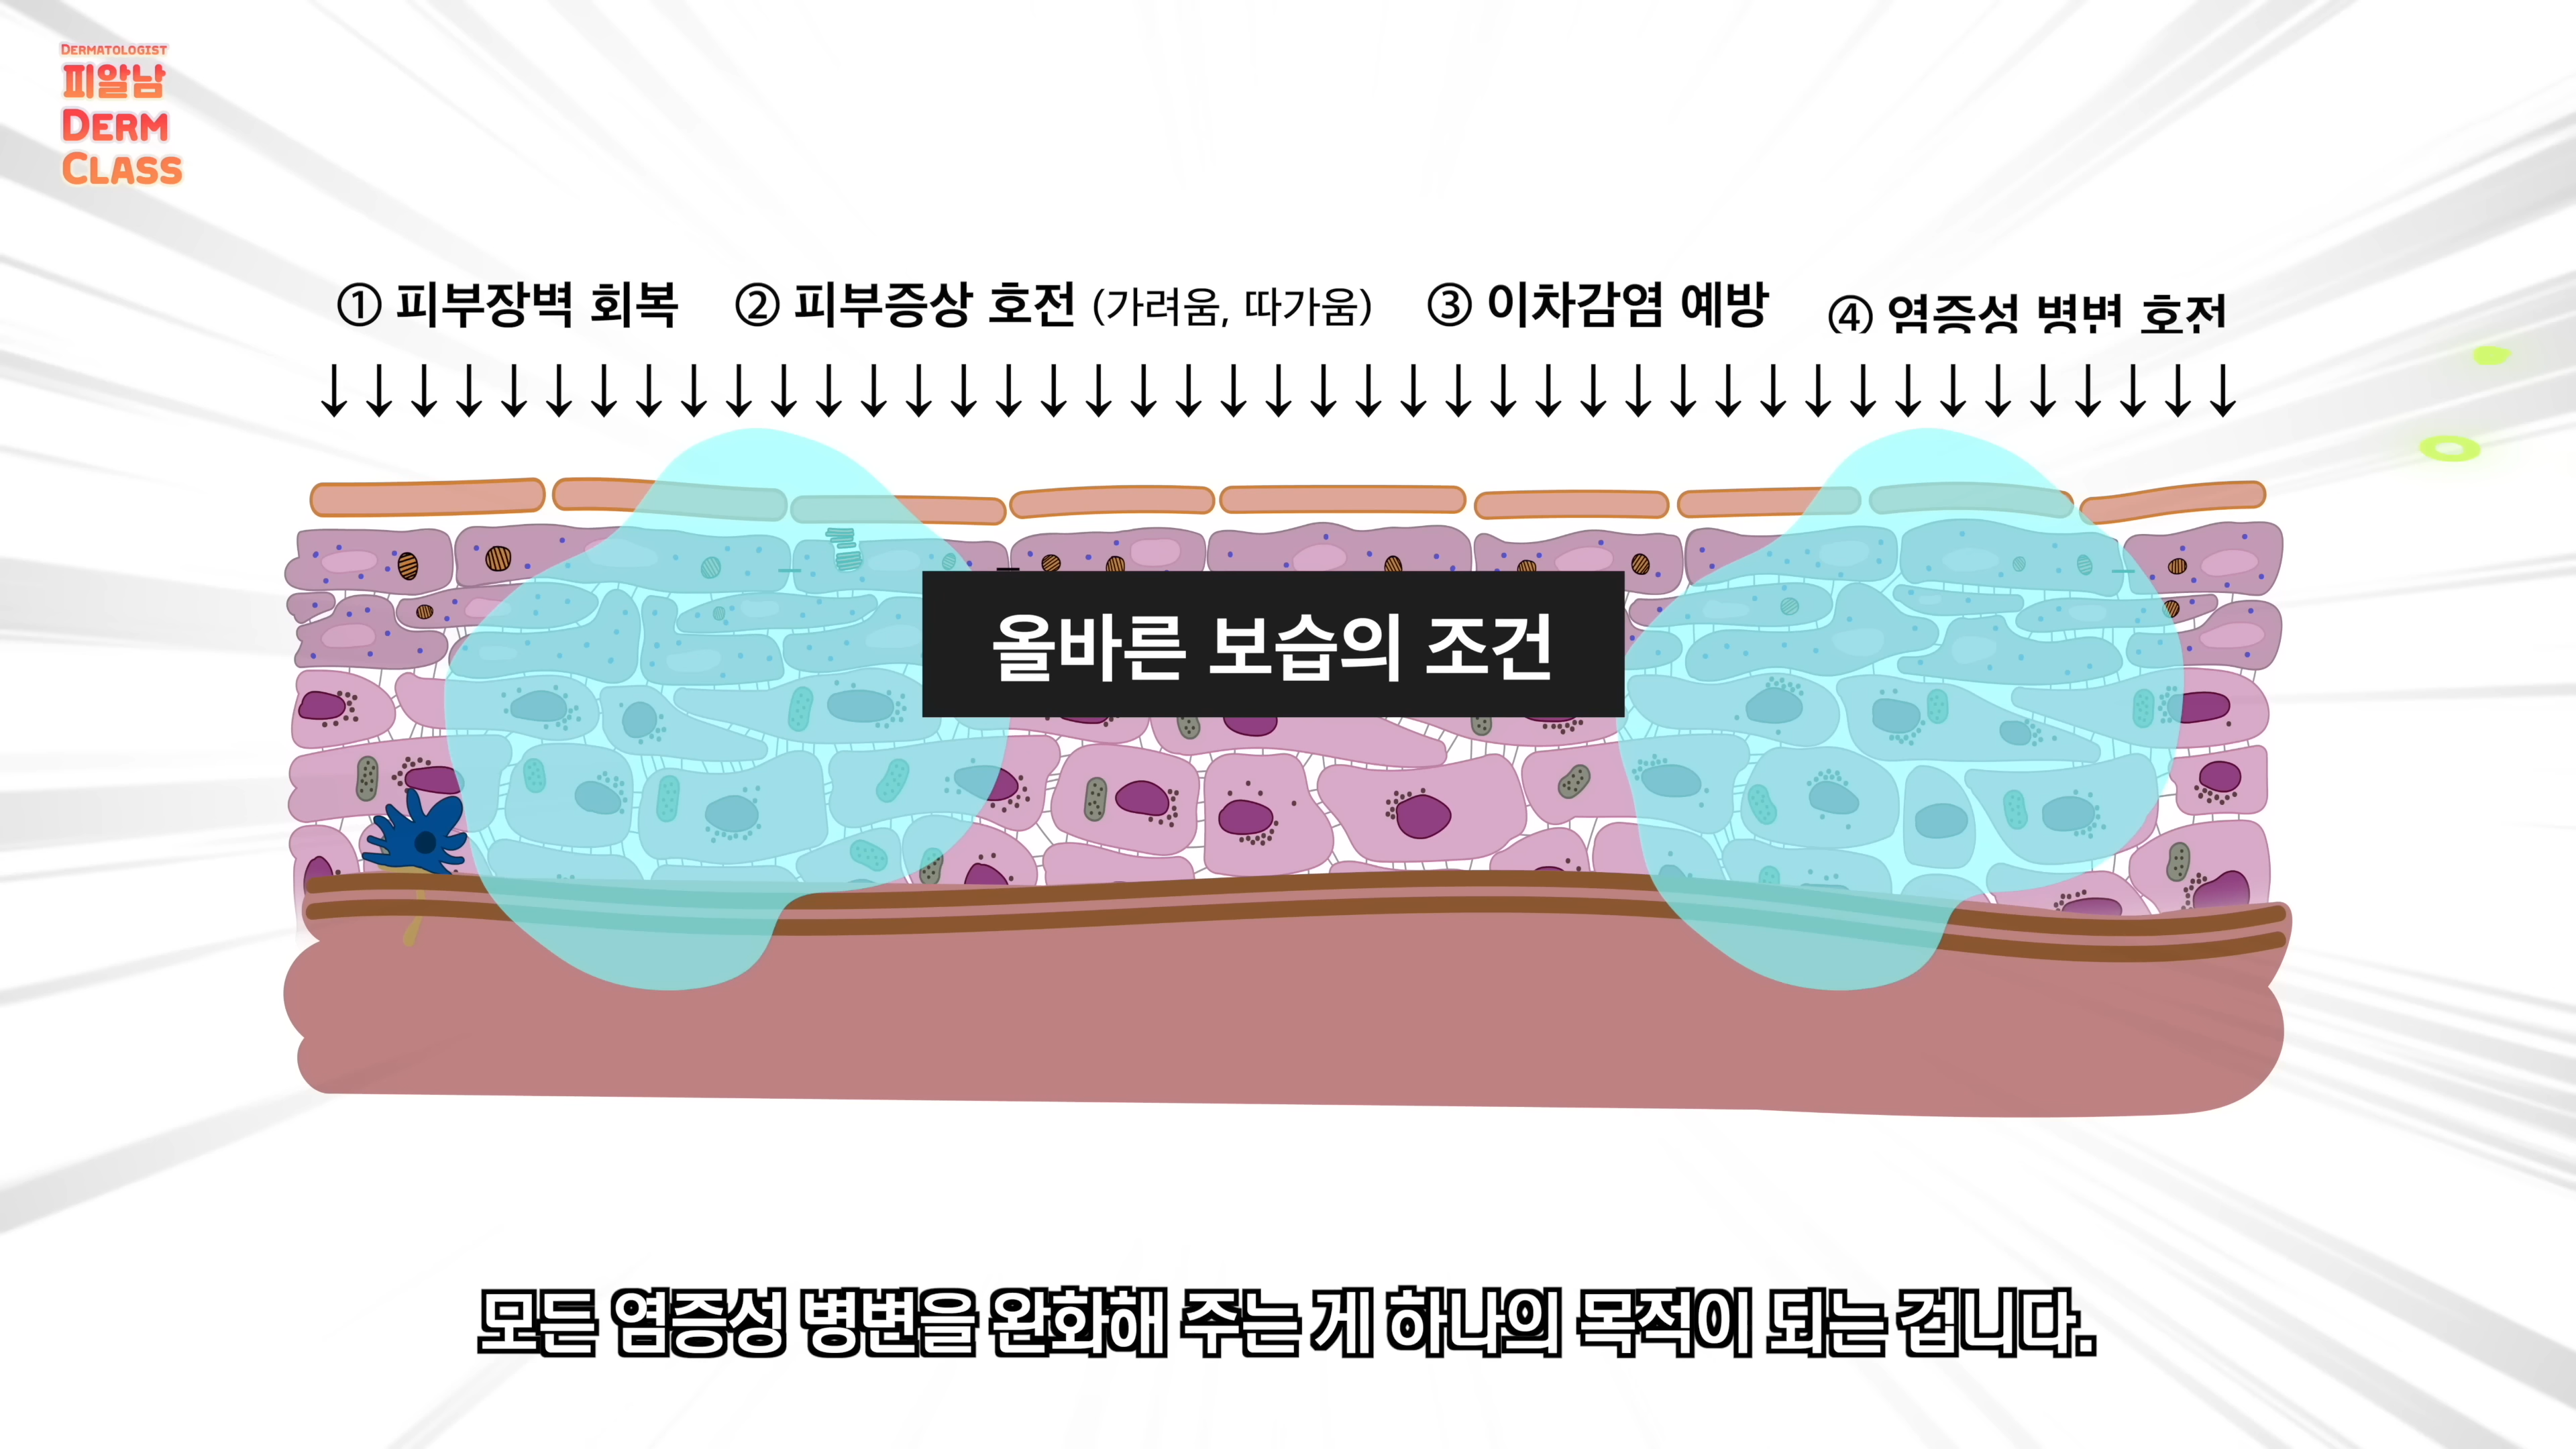 DERMATOLOGIST
피알남
DERM
CLASS
① 피부장벽 회복 ② 피부증상 호전 (가려움, 따가움) ③ 이차감염 예방 ④ 염증성 병변 호전
올바른 보습의 조건
모든 염증성 병변을 완화해 주는 게 하나의 목적이 되는 겁니다.